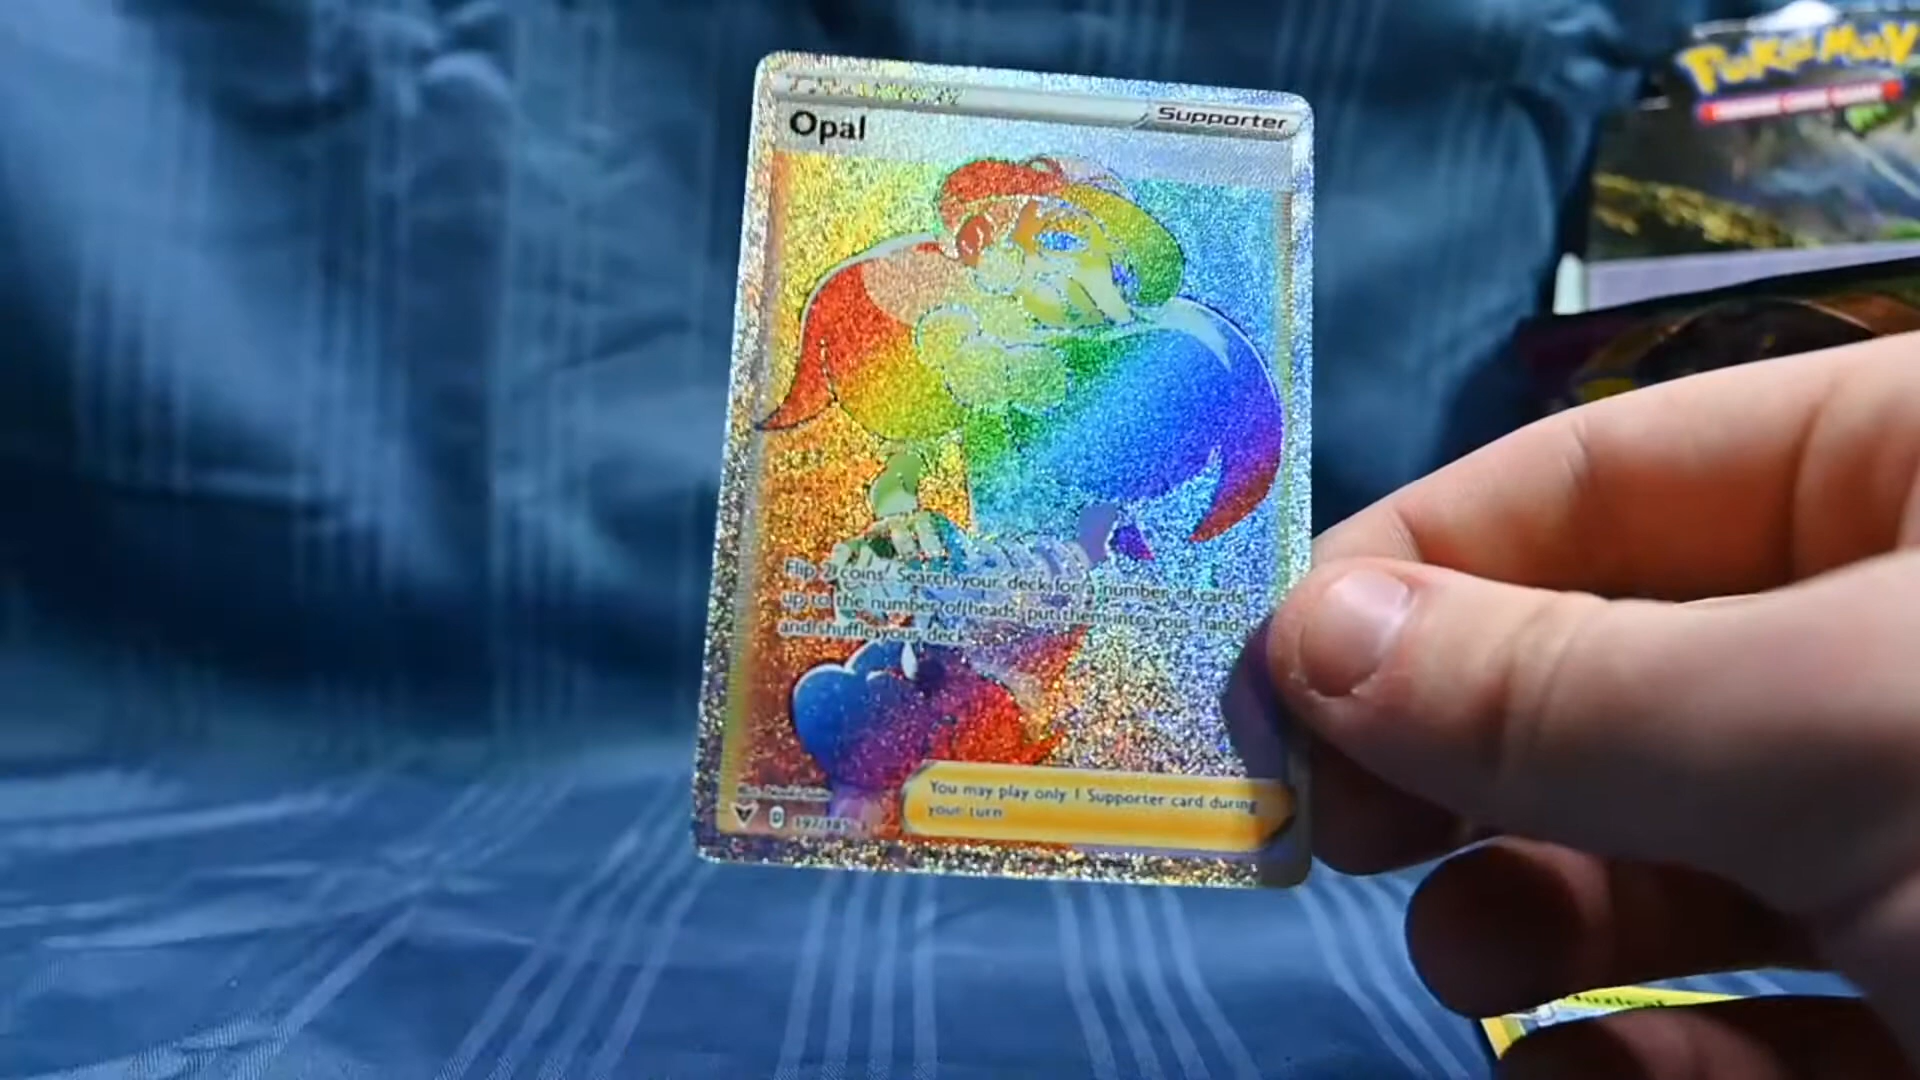 Opal
Supporter
Pokémon
Flip 2 coins. Search your deck for a number of cards
up to the number of heads, put them into your hand,
and shuffle your deck.
You may play only 1 Supporter card during
your turn.
D 197/185